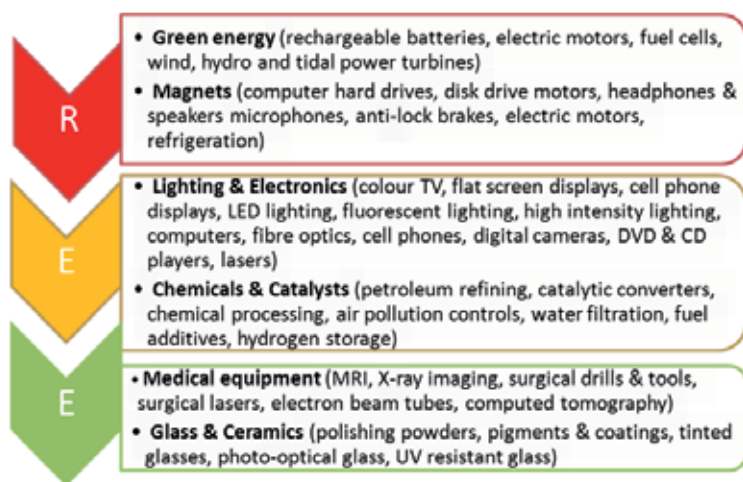 R
• Green energy (rechargeable batteries, electric motors, fuel cells,
wind, hydro and tidal power turbines)
• Magnets (computer hard drives, disk drive motors, headphones &
speakers microphones, anti-lock brakes, electric motors,
refrigeration)
E
• Lighting & Electronics (colour TV, flat screen displays, cell phone
displays, LED lighting, fluorescent lighting, high intensity lighting,
computers, fibre optics, cell phones, digital cameras, DVD & CD
players, lasers)
• Chemicals & Catalysts (petroleum refining, catalytic converters,
chemical processing, air pollution controls, water filtration, fuel
additives, hydrogen storage)
E
• Medical equipment (MRI, X-ray imaging, surgical drills & tools,
surgical lasers, electron beam tubes, computed tomography)
• Glass & Ceramics (polishing powders, pigments & coatings, tinted
glasses, photo-optical glass, UV resistant glass)